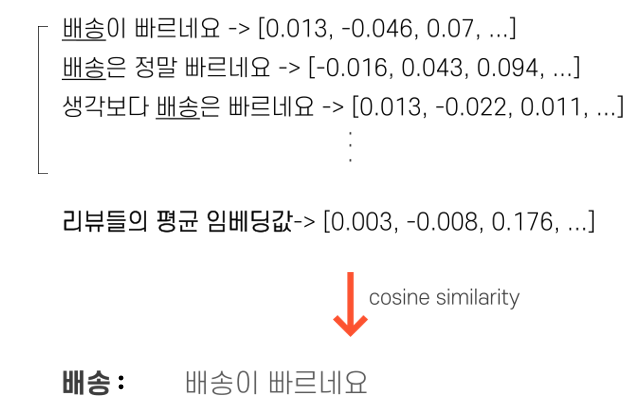 배송이 빠르네요 -> [0.013, -0.046, 0.07, ...]
배송은 정말 빠르네요 -> [-0.016, 0.043, 0.094, ...]
생각보다 배송은 빠르네요 -> [0.013, -0.022, 0.011, ...]
리뷰들의 평균 임베딩값-> [0.003, -0.008, 0.176, ...]
cosine similarity
배송 : 배송이 빠르네요